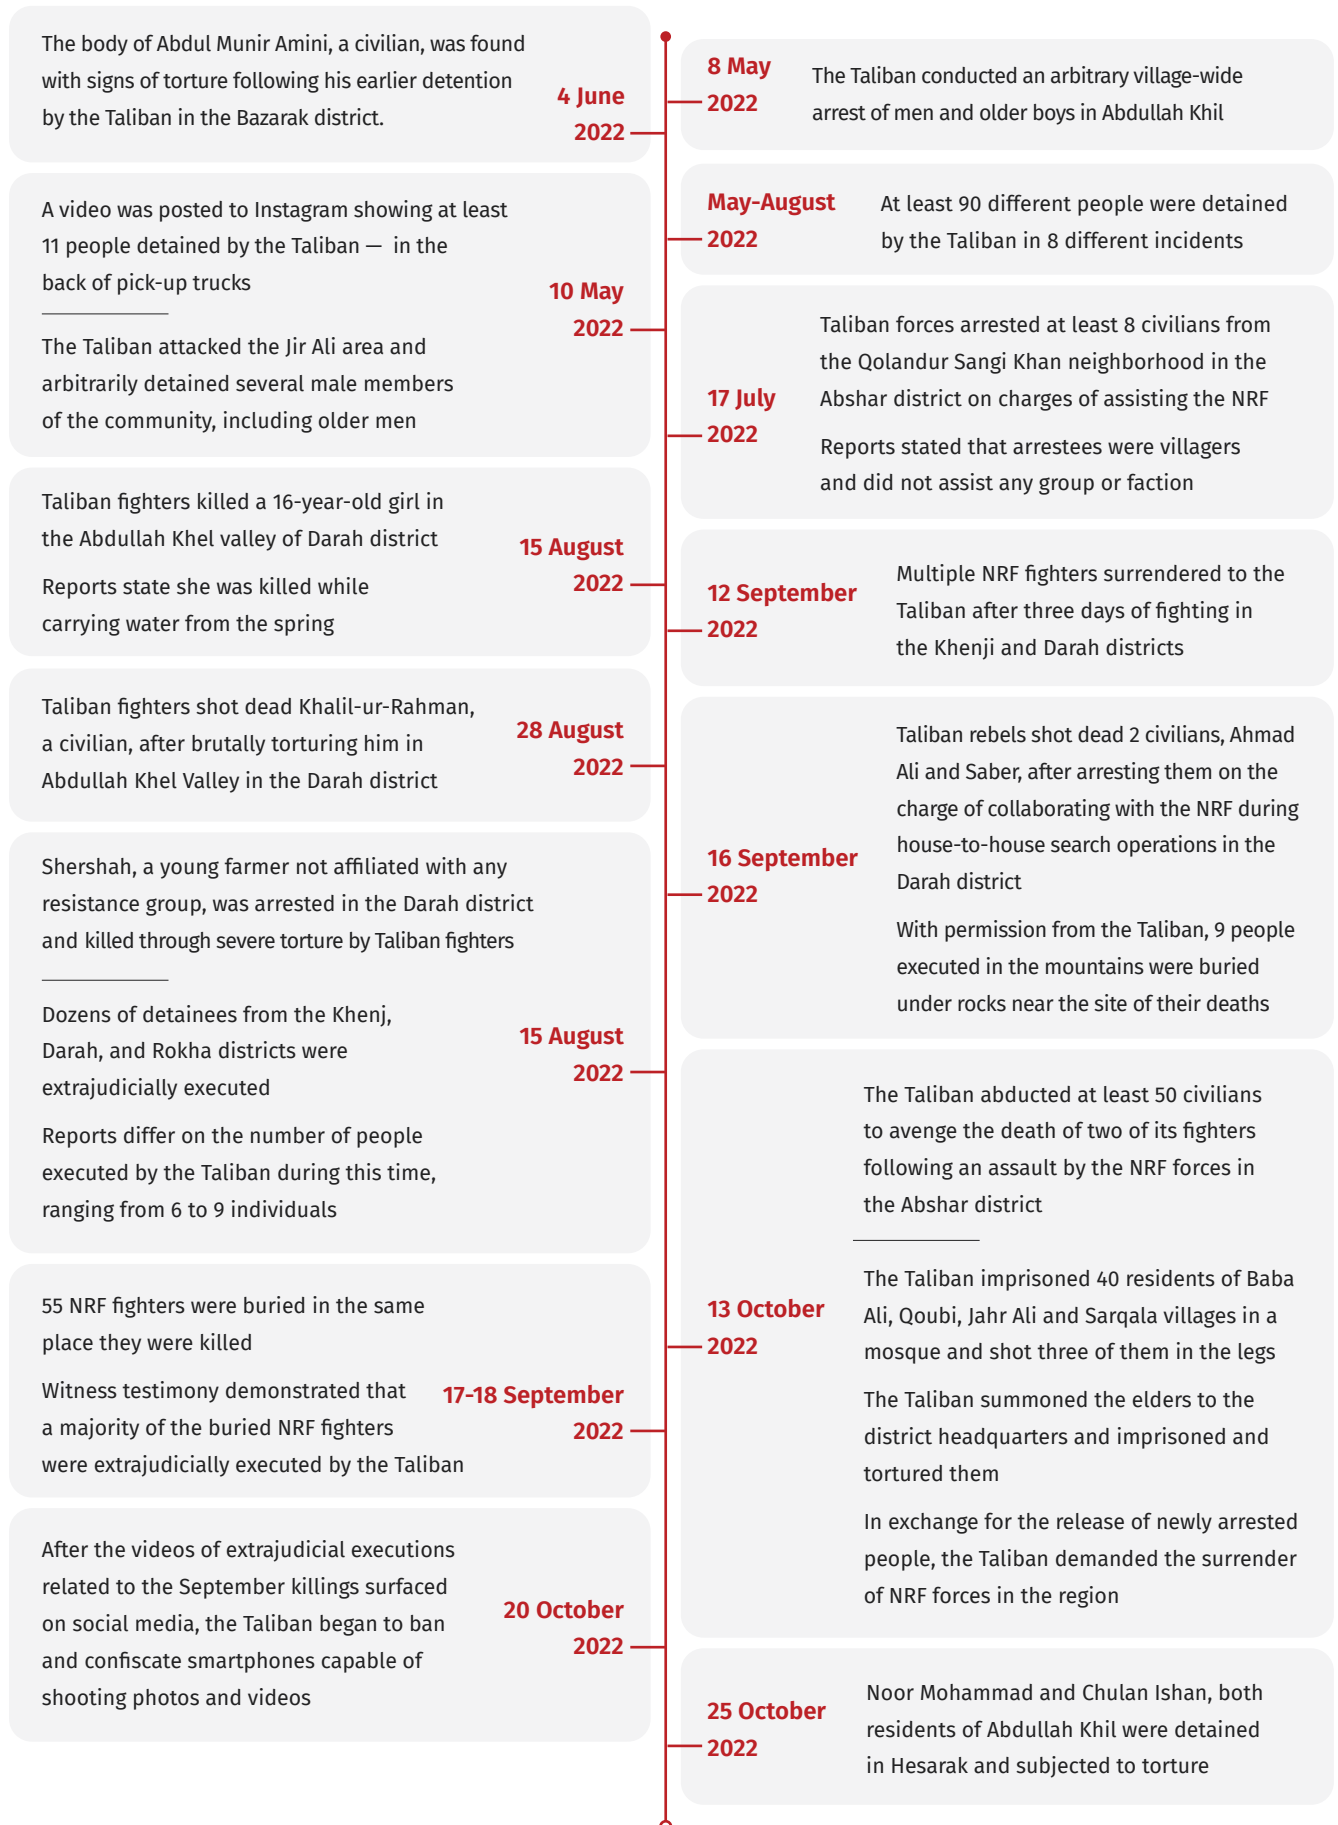 The body of Abdul Munir Amini, a civilian, was found
with signs of torture following his earlier detention
by the Taliban in the Bazarak district.
4 June
2022
8 May
2022
The Taliban conducted an arbitrary village-wide
arrest of men and older boys in Abdullah Khil
A video was posted to Instagram showing at least
11 people detained by the Taliban — in the
back of pick-up trucks
The Taliban attacked the Jir Ali area and
arbitrarily detained several male members
of the community, including older men
10 May
2022
May-August
2022
At least 90 different people were detained
by the Taliban in 8 different incidents
17 July
2022
Taliban forces arrested at least 8 civilians from
the Qolandur Sangi Khan neighborhood in the
Abshar district on charges of assisting the NRF
Reports stated that arrestees were villagers
and did not assist any group or faction
Taliban fighters killed a 16-year-old girl in
the Abdullah Khel valley of Darah district
Reports state she was killed while
carrying water from the spring
15 August
2022
12 September
2022
Multiple NRF fighters surrendered to the
Taliban after three days of fighting in
the Khenji and Darah districts
Taliban fighters shot dead Khalil-ur-Rahman,
a civilian, after brutally torturing him in
Abdullah Khel Valley in the Darah district
28 August
2022
16 September
2022
Taliban rebels shot dead 2 civilians, Ahmad
Ali and Saber, after arresting them on the
charge of collaborating with the NRF during
house-to-house search operations in the
Darah district
With permission from the Taliban, 9 people
executed in the mountains were buried
under rocks near the site of their deaths
Shershah, a young farmer not affiliated with any
resistance group, was arrested in the Darah district
and killed through severe torture by Taliban fighters
Dozens of detainees from the Khenj,
Darah, and Rokha districts were
extrajudicially executed
Reports differ on the number of people
executed by the Taliban during this time,
ranging from 6 to 9 individuals
15 August
2022
13 October
2022
The Taliban abducted at least 50 civilians
to avenge the death of two of its fighters
following an assault by the NRF forces in
the Abshar district
The Taliban imprisoned 40 residents of Baba
Ali, Qoubi, Jahr Ali and Sarqala villages in a
mosque and shot three of them in the legs
The Taliban summoned the elders to the
district headquarters and imprisoned and
tortured them
In exchange for the release of newly arrested
people, the Taliban demanded the surrender
of NRF forces in the region
55 NRF fighters were buried in the same
place they were killed
Witness testimony demonstrated that
a majority of the buried NRF fighters
were extrajudicially executed by the Taliban
17-18 September
2022
After the videos of extrajudicial executions
related to the September killings surfaced
on social media, the Taliban began to ban
and confiscate smartphones capable of
shooting photos and videos
20 October
2022
25 October
2022
Noor Mohammad and Chulan Ishan, both
residents of Abdullah Khil were detained
in Hesarak and subjected to torture